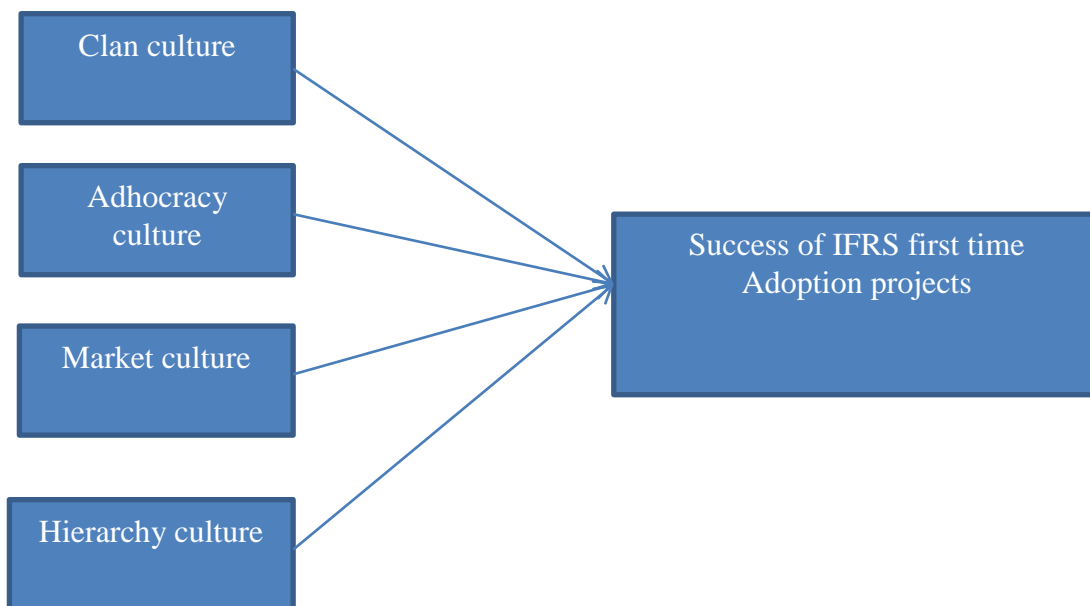 Clan culture
Adhocracy
culture
Market culture
Hierarchy culture
Success of IFRS first time
Adoption projects